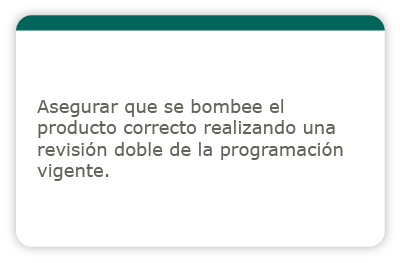 Asegurar que se bombee el
producto correcto realizando una
revisión doble de la programación
vigente.